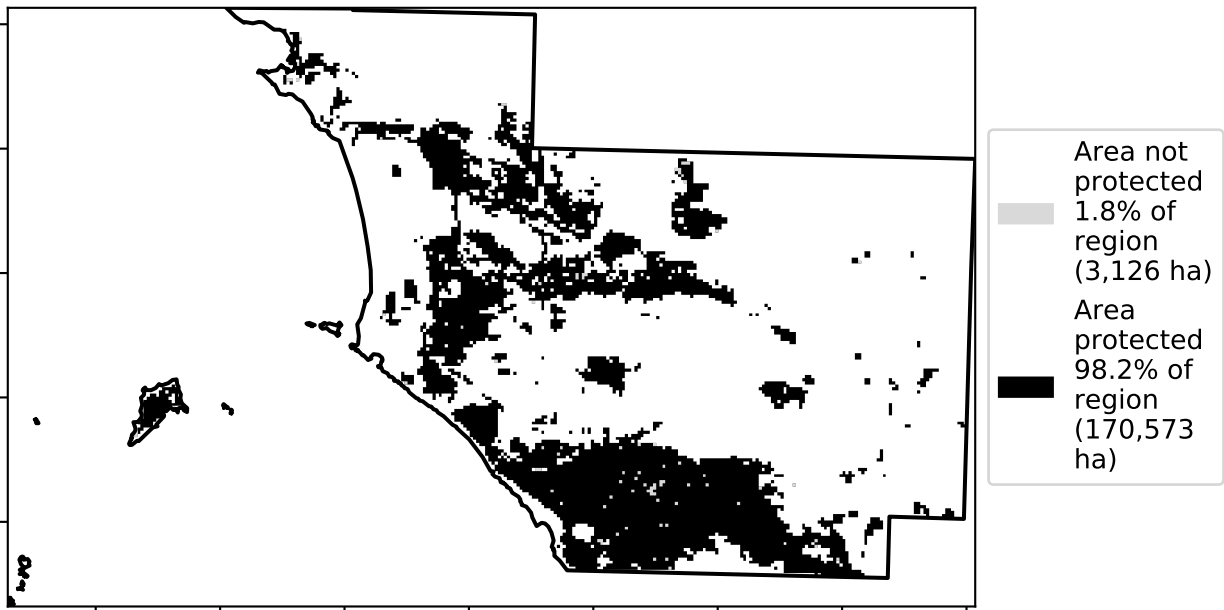 Area not
protected
1.8% of
region
(3,126 ha)
Area
protected
98.2% of
region
(170,573
ha)